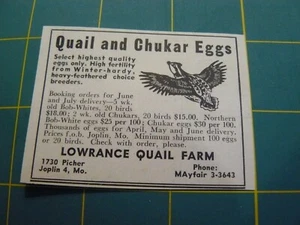 Quail and Chukar Eggs
Select highest quality
eggs only. High fertility
from Winter-hardy,
heavy-feathered choice
breeders.
Booking orders for June
and July delivery—5 wk.
old Bob-Whites, 20 birds
$18.00; 2 wk. old Chukars, 20 birds $15.00. Northern
Bob-White eggs $25 per 100; Chukar eggs $50 per 100.
Thousands of eggs for April, May and June delivery.
Prices f.o.b. Joplin, Mo. Minimum shipment 100 eggs
or 20 birds. Check with order, please.
LOWRANCE QUAIL FARM
1730 Picher
Joplin 4, Mo.
Phone:
MAyfair 3-3643